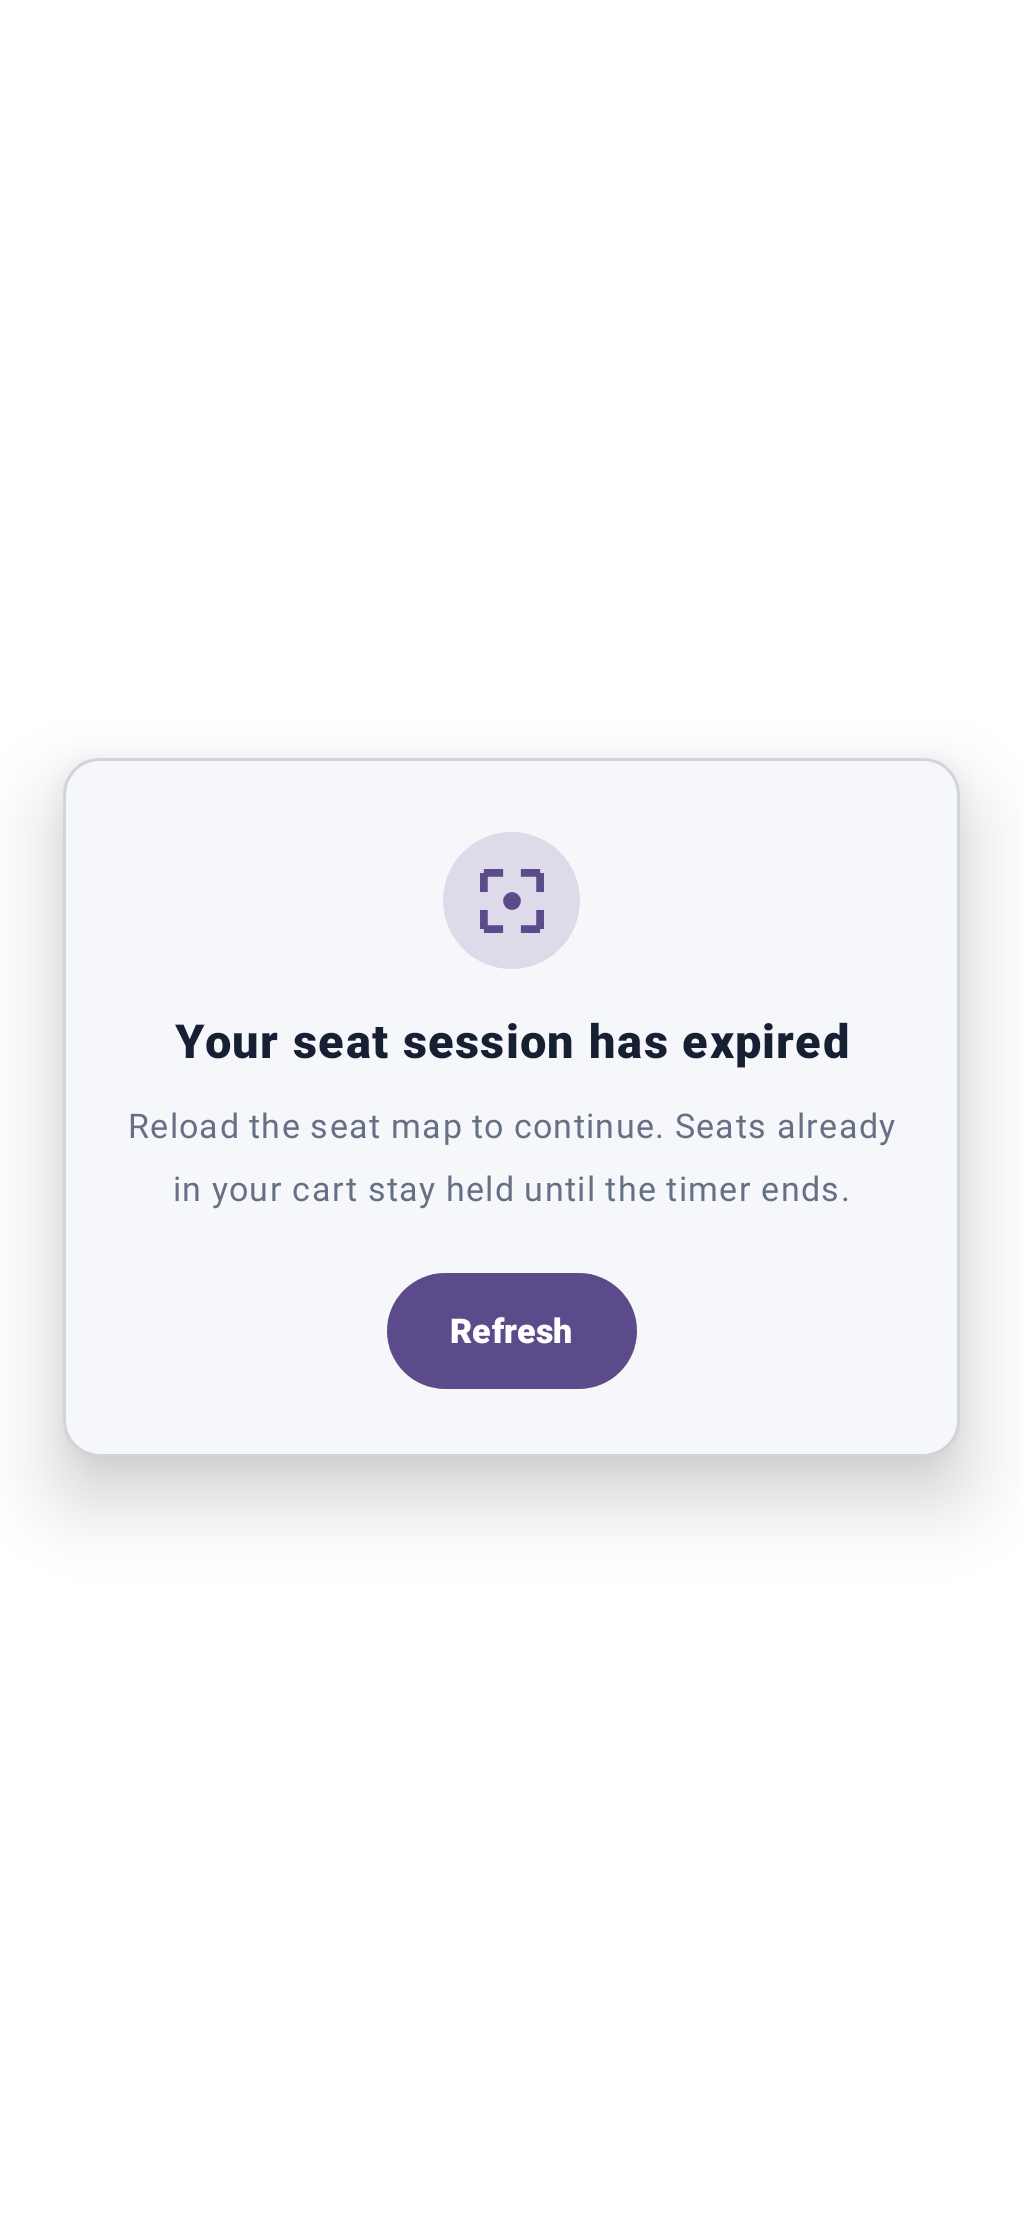 Your seat session has expired
Reload the seat map to continue. Seats already
in your cart stay held until the timer ends.
Refresh